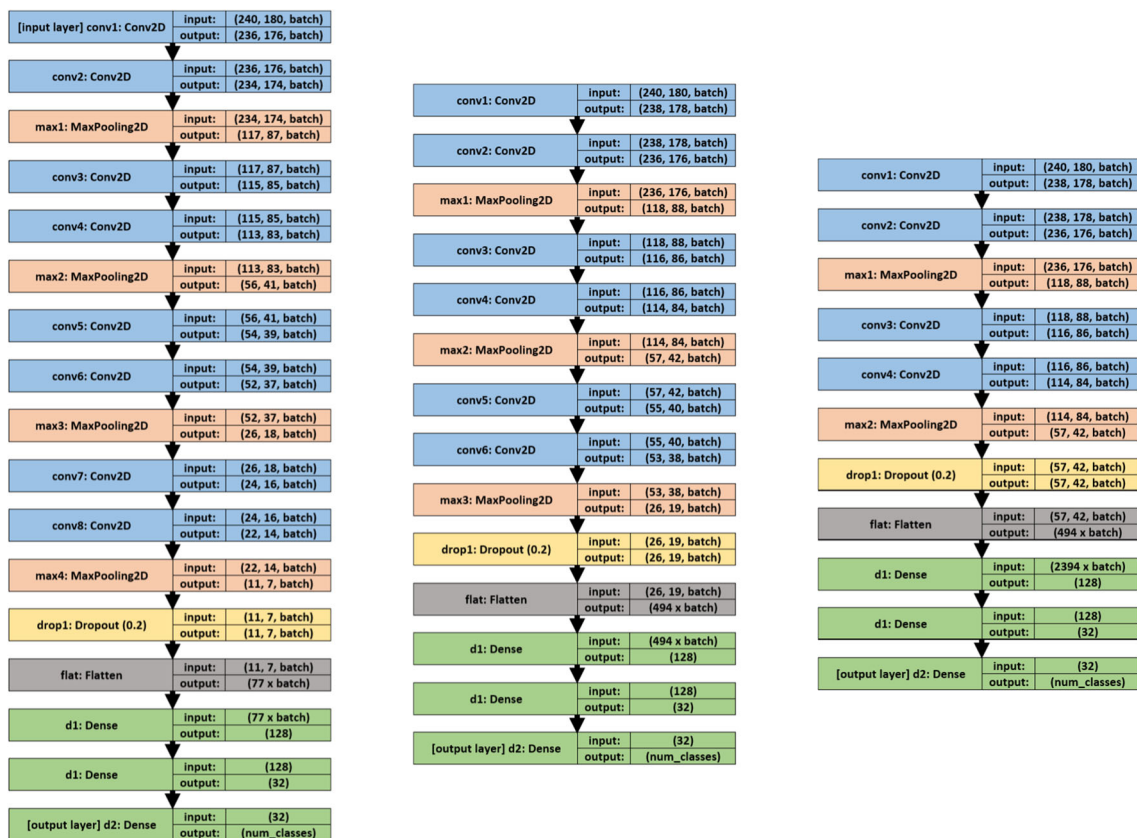 [input layer] conv1: Conv2D input: (240, 180, batch)
output: (236, 176, batch)
conv2: Conv2D input: (236, 176, batch)
output: (234, 174, batch)
max1: MaxPooling2D input: (234, 174, batch)
output: (117, 87, batch)
conv3: Conv2D input: (117, 87, batch)
output: (115, 85, batch)
conv4: Conv2D input: (115, 85, batch)
output: (113, 83, batch)
max2: MaxPooling2D input: (113, 83, batch)
output: (56, 41, batch)
conv5: Conv2D input: (56, 41, batch)
output: (54, 39, batch)
conv6: Conv2D input: (54, 39, batch)
output: (52, 37, batch)
max3: MaxPooling2D input: (52, 37, batch)
output: (26, 18, batch)
conv7: Conv2D input: (26, 18, batch)
output: (24, 16, batch)
conv8: Conv2D input: (24, 16, batch)
output: (22, 14, batch)
max4: MaxPooling2D input: (22, 14, batch)
output: (11, 7, batch)
drop1: Dropout (0.2) input: (11, 7, batch)
output: (11, 7, batch)
flat: Flatten input: (11, 7, batch)
output: (77 x batch)
d1: Dense input: (77 x batch)
output: (128)
d1: Dense input: (128)
output: (32)
[output layer] d2: Dense input: (32)
output: (num_classes)
conv1: Conv2D input: (240, 180, batch)
output: (238, 178, batch)
conv2: Conv2D input: (238, 178, batch)
output: (236, 176, batch)
max1: MaxPooling2D input: (236, 176, batch)
output: (118, 88, batch)
conv3: Conv2D input: (118, 88, batch)
output: (116, 86, batch)
conv4: Conv2D input: (116, 86, batch)
output: (114, 84, batch)
max2: MaxPooling2D input: (114, 84, batch)
output: (57, 42, batch)
conv5: Conv2D input: (57, 42, batch)
output: (55, 40, batch)
conv6: Conv2D input: (55, 40, batch)
output: (53, 38, batch)
max3: MaxPooling2D input: (53, 38, batch)
output: (26, 19, batch)
drop1: Dropout (0.2) input: (26, 19, batch)
output: (26, 19, batch)
flat: Flatten input: (26, 19, batch)
output: (494 x batch)
d1: Dense input: (494 x batch)
output: (128)
d1: Dense input: (128)
output: (32)
[output layer] d2: Dense input: (32)
output: (num_classes)
conv1: Conv2D input: (240, 180, batch)
output: (238, 178, batch)
conv2: Conv2D input: (238, 178, batch)
output: (236, 176, batch)
max1: MaxPooling2D input: (236, 176, batch)
output: (118, 88, batch)
conv3: Conv2D input: (118, 88, batch)
output: (116, 86, batch)
conv4: Conv2D input: (116, 86, batch)
output: (114, 84, batch)
max2: MaxPooling2D input: (114, 84, batch)
output: (57, 42, batch)
drop1: Dropout (0.2) input: (57, 42, batch)
output: (57, 42, batch)
flat: Flatten input: (57, 42, batch)
output: (494 x batch)
d1: Dense input: (2394 x batch)
output: (128)
d1: Dense input: (128)
output: (32)
[output layer] d2: Dense input: (32)
output: (num_classes)